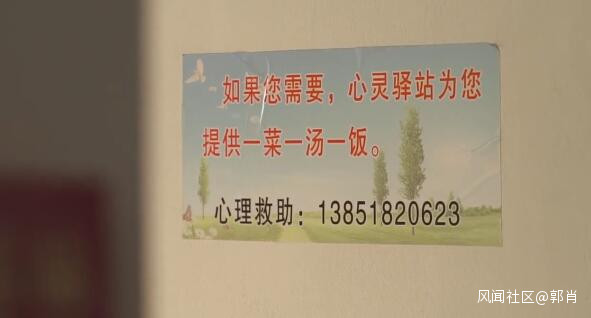 如果您需要，心灵驿站为您
提供一菜一汤一饭。
心理救助：13851820623
风闻社区@郭肖